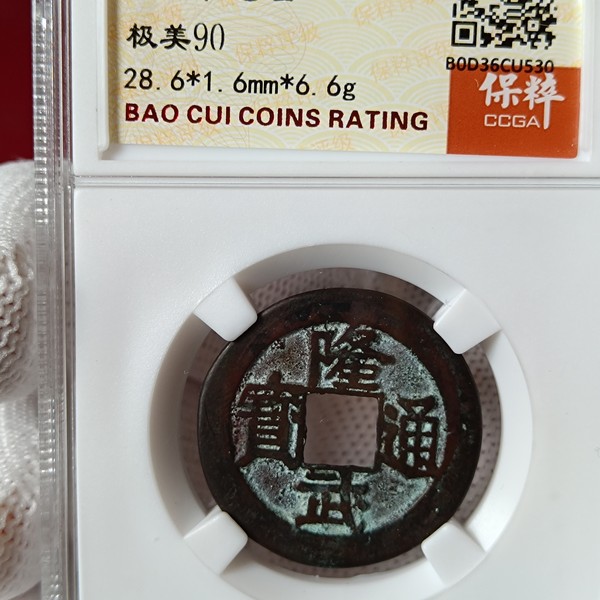 极美90
28.6*1.6mm*6.6g
BAO CUI COINS RATING
B0D36CU530
保粹
CCGA
隆
寶 通
武